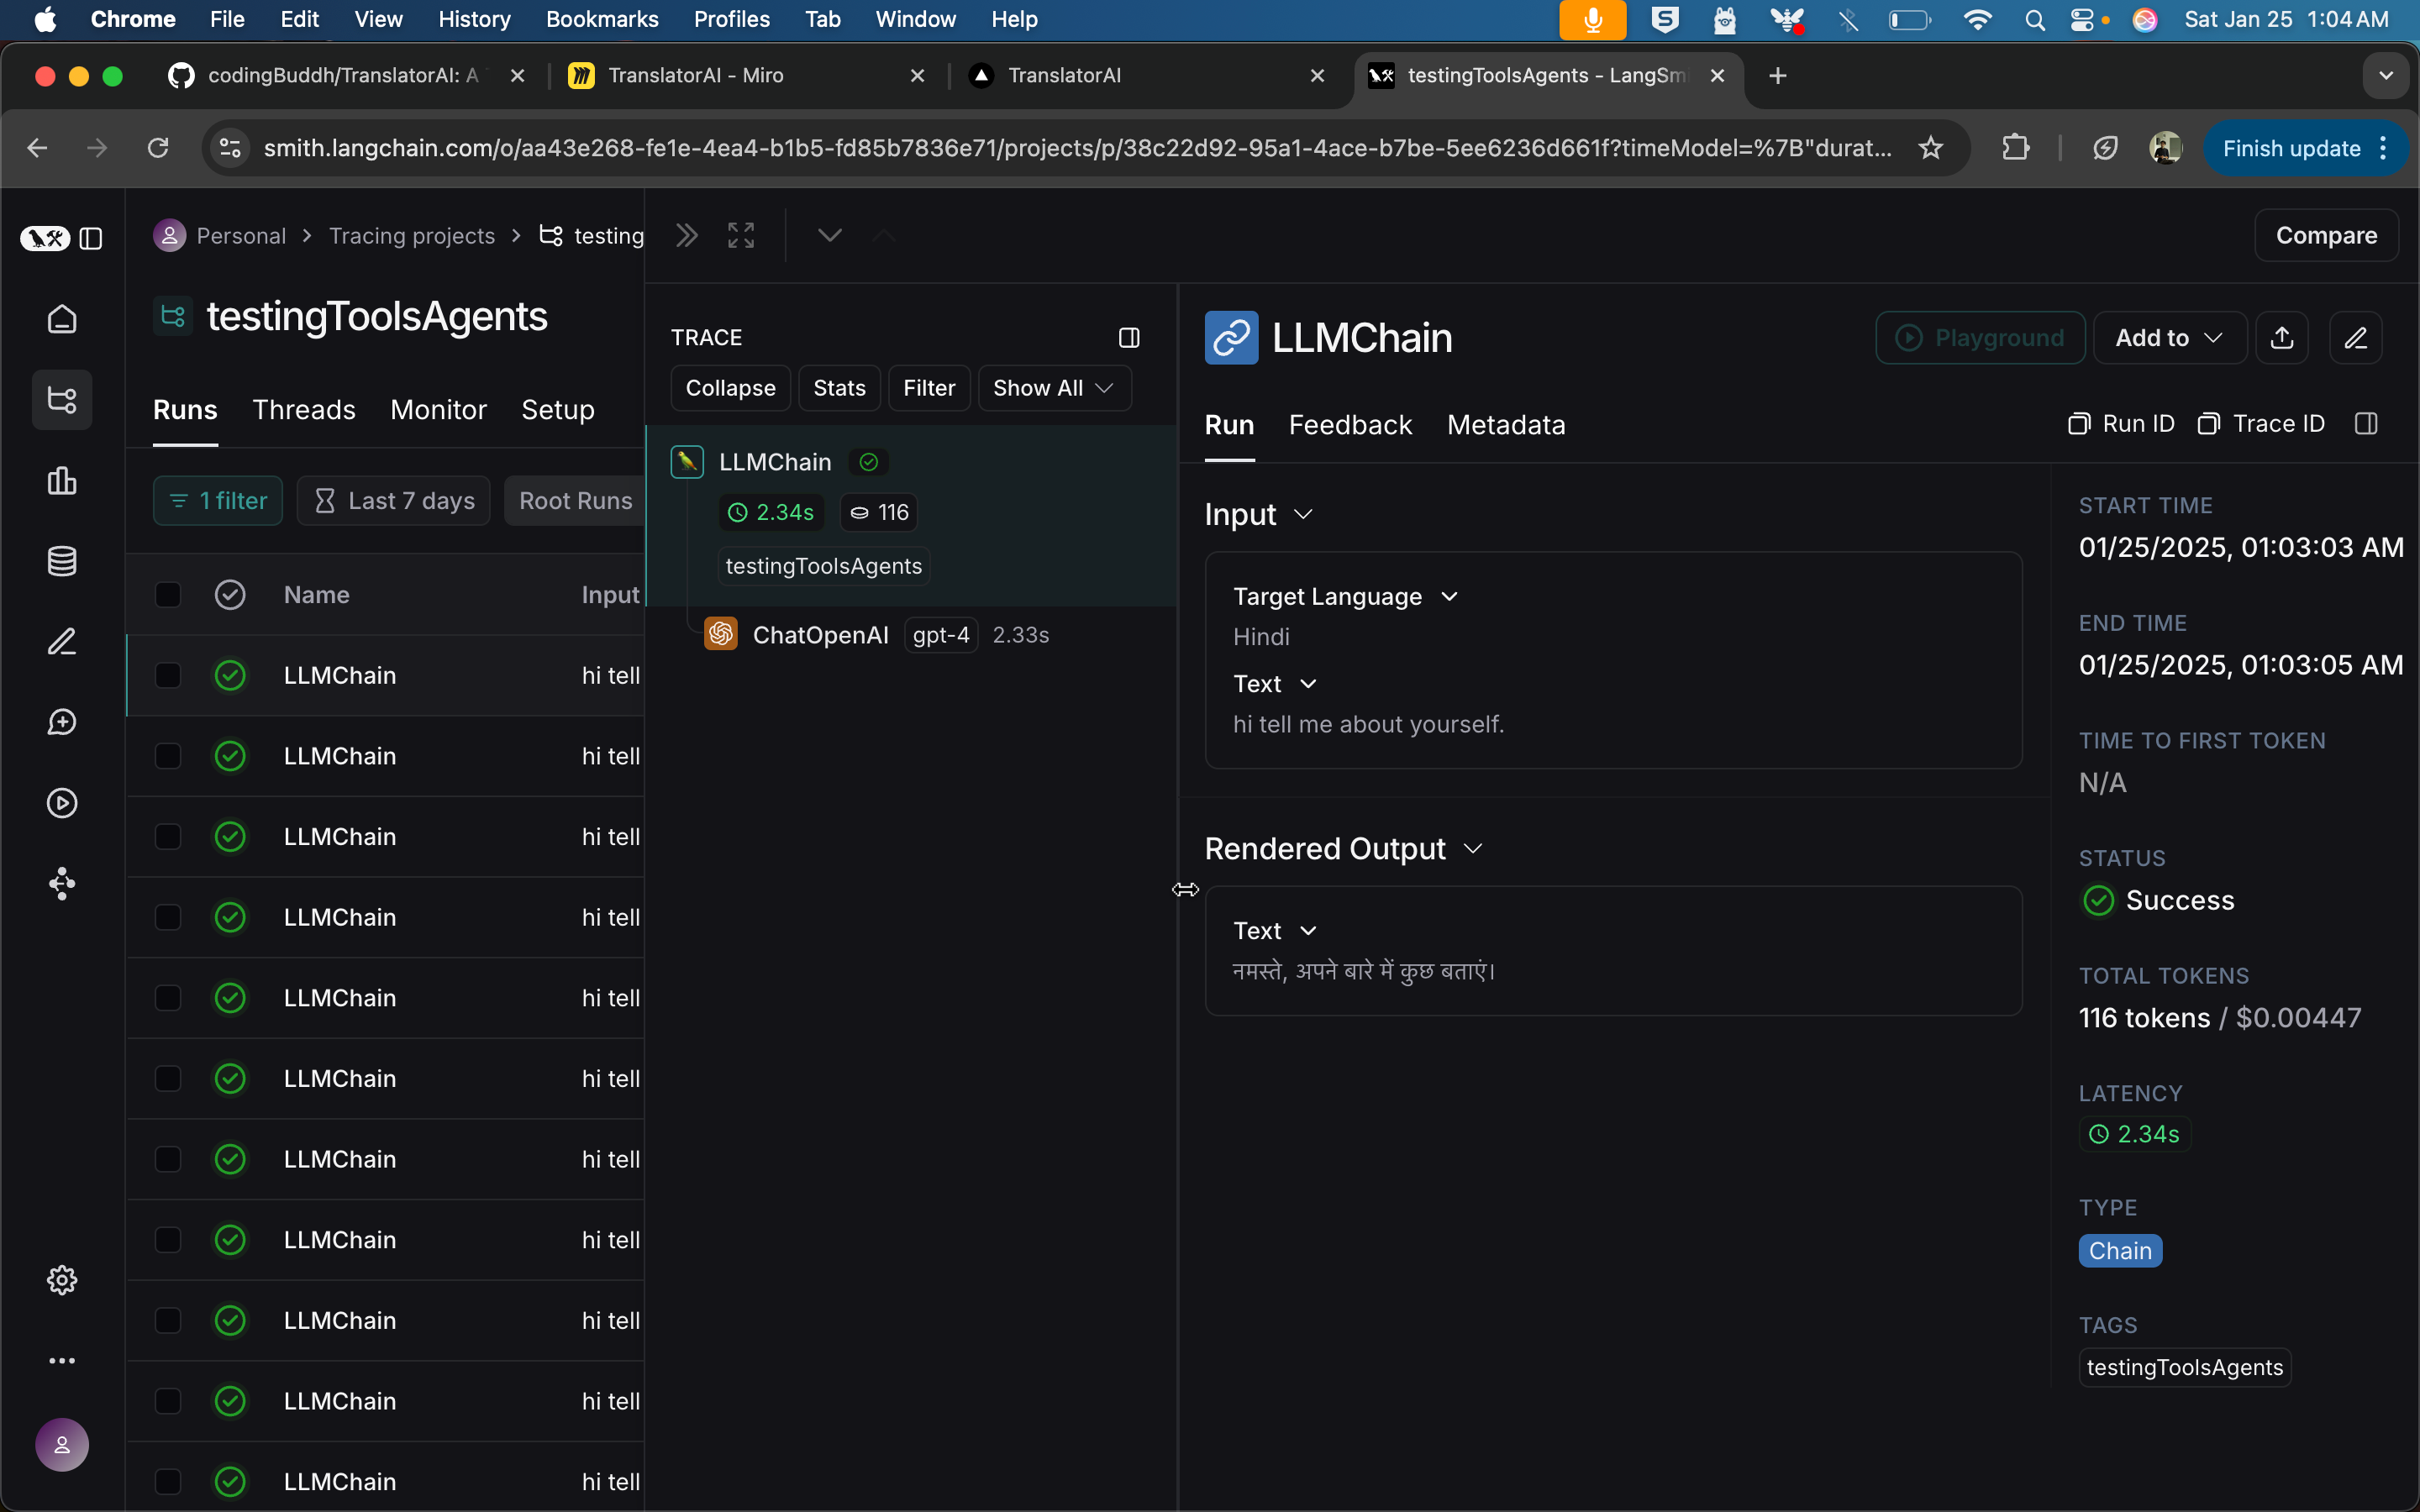 Chrome File Edit View History Bookmarks Profiles Tab Window Help Sat Jan 25 1:04 AM
codingBuddh/TranslatorAI: A TranslatorAI - Miro TranslatorAI testingToolsAgents - LangSmi
smith.langchain.com/o/aa43e268-fe1e-4ea4-b1b5-fd85b7836e71/projects/p/38c22d92-95a1-4ace-b7be-5ee6236d661f?timeModel=%7B"durat... Finish update
Personal > Tracing projects > testing
Compare
testingToolsAgents
Runs Threads Monitor Setup
1 filter Last 7 days Root Runs
Name Input
LLMChain hi tell
LLMChain hi tell
LLMChain hi tell
LLMChain hi tell
LLMChain hi tell
LLMChain hi tell
LLMChain hi tell
LLMChain hi tell
LLMChain hi tell
LLMChain hi tell
LLMChain hi tell
TRACE
Collapse Stats Filter Show All
LLMChain
2.34s 116
testingToolsAgents
ChatOpenAI gpt-4 2.33s
LLMChain
Playground Add to
Run Feedback Metadata
Run ID Trace ID
Input
Target Language
Hindi
Text
hi tell me about yourself.
Rendered Output
Text
नमस्ते, अपने बारे में कुछ बताएं।
START TIME
01/25/2025, 01:03:03 AM
END TIME
01/25/2025, 01:03:05 AM
TIME TO FIRST TOKEN
N/A
STATUS
Success
TOTAL TOKENS
116 tokens / $0.00447
LATENCY
2.34s
TYPE
Chain
TAGS
testingToolsAgents